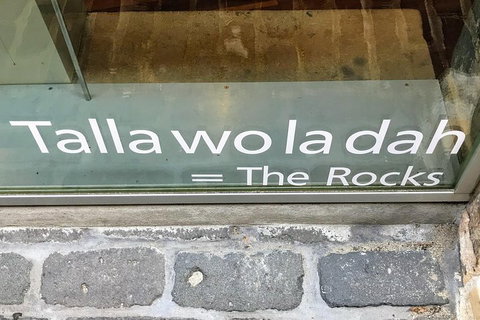 Tallawoladah
= The Rocks